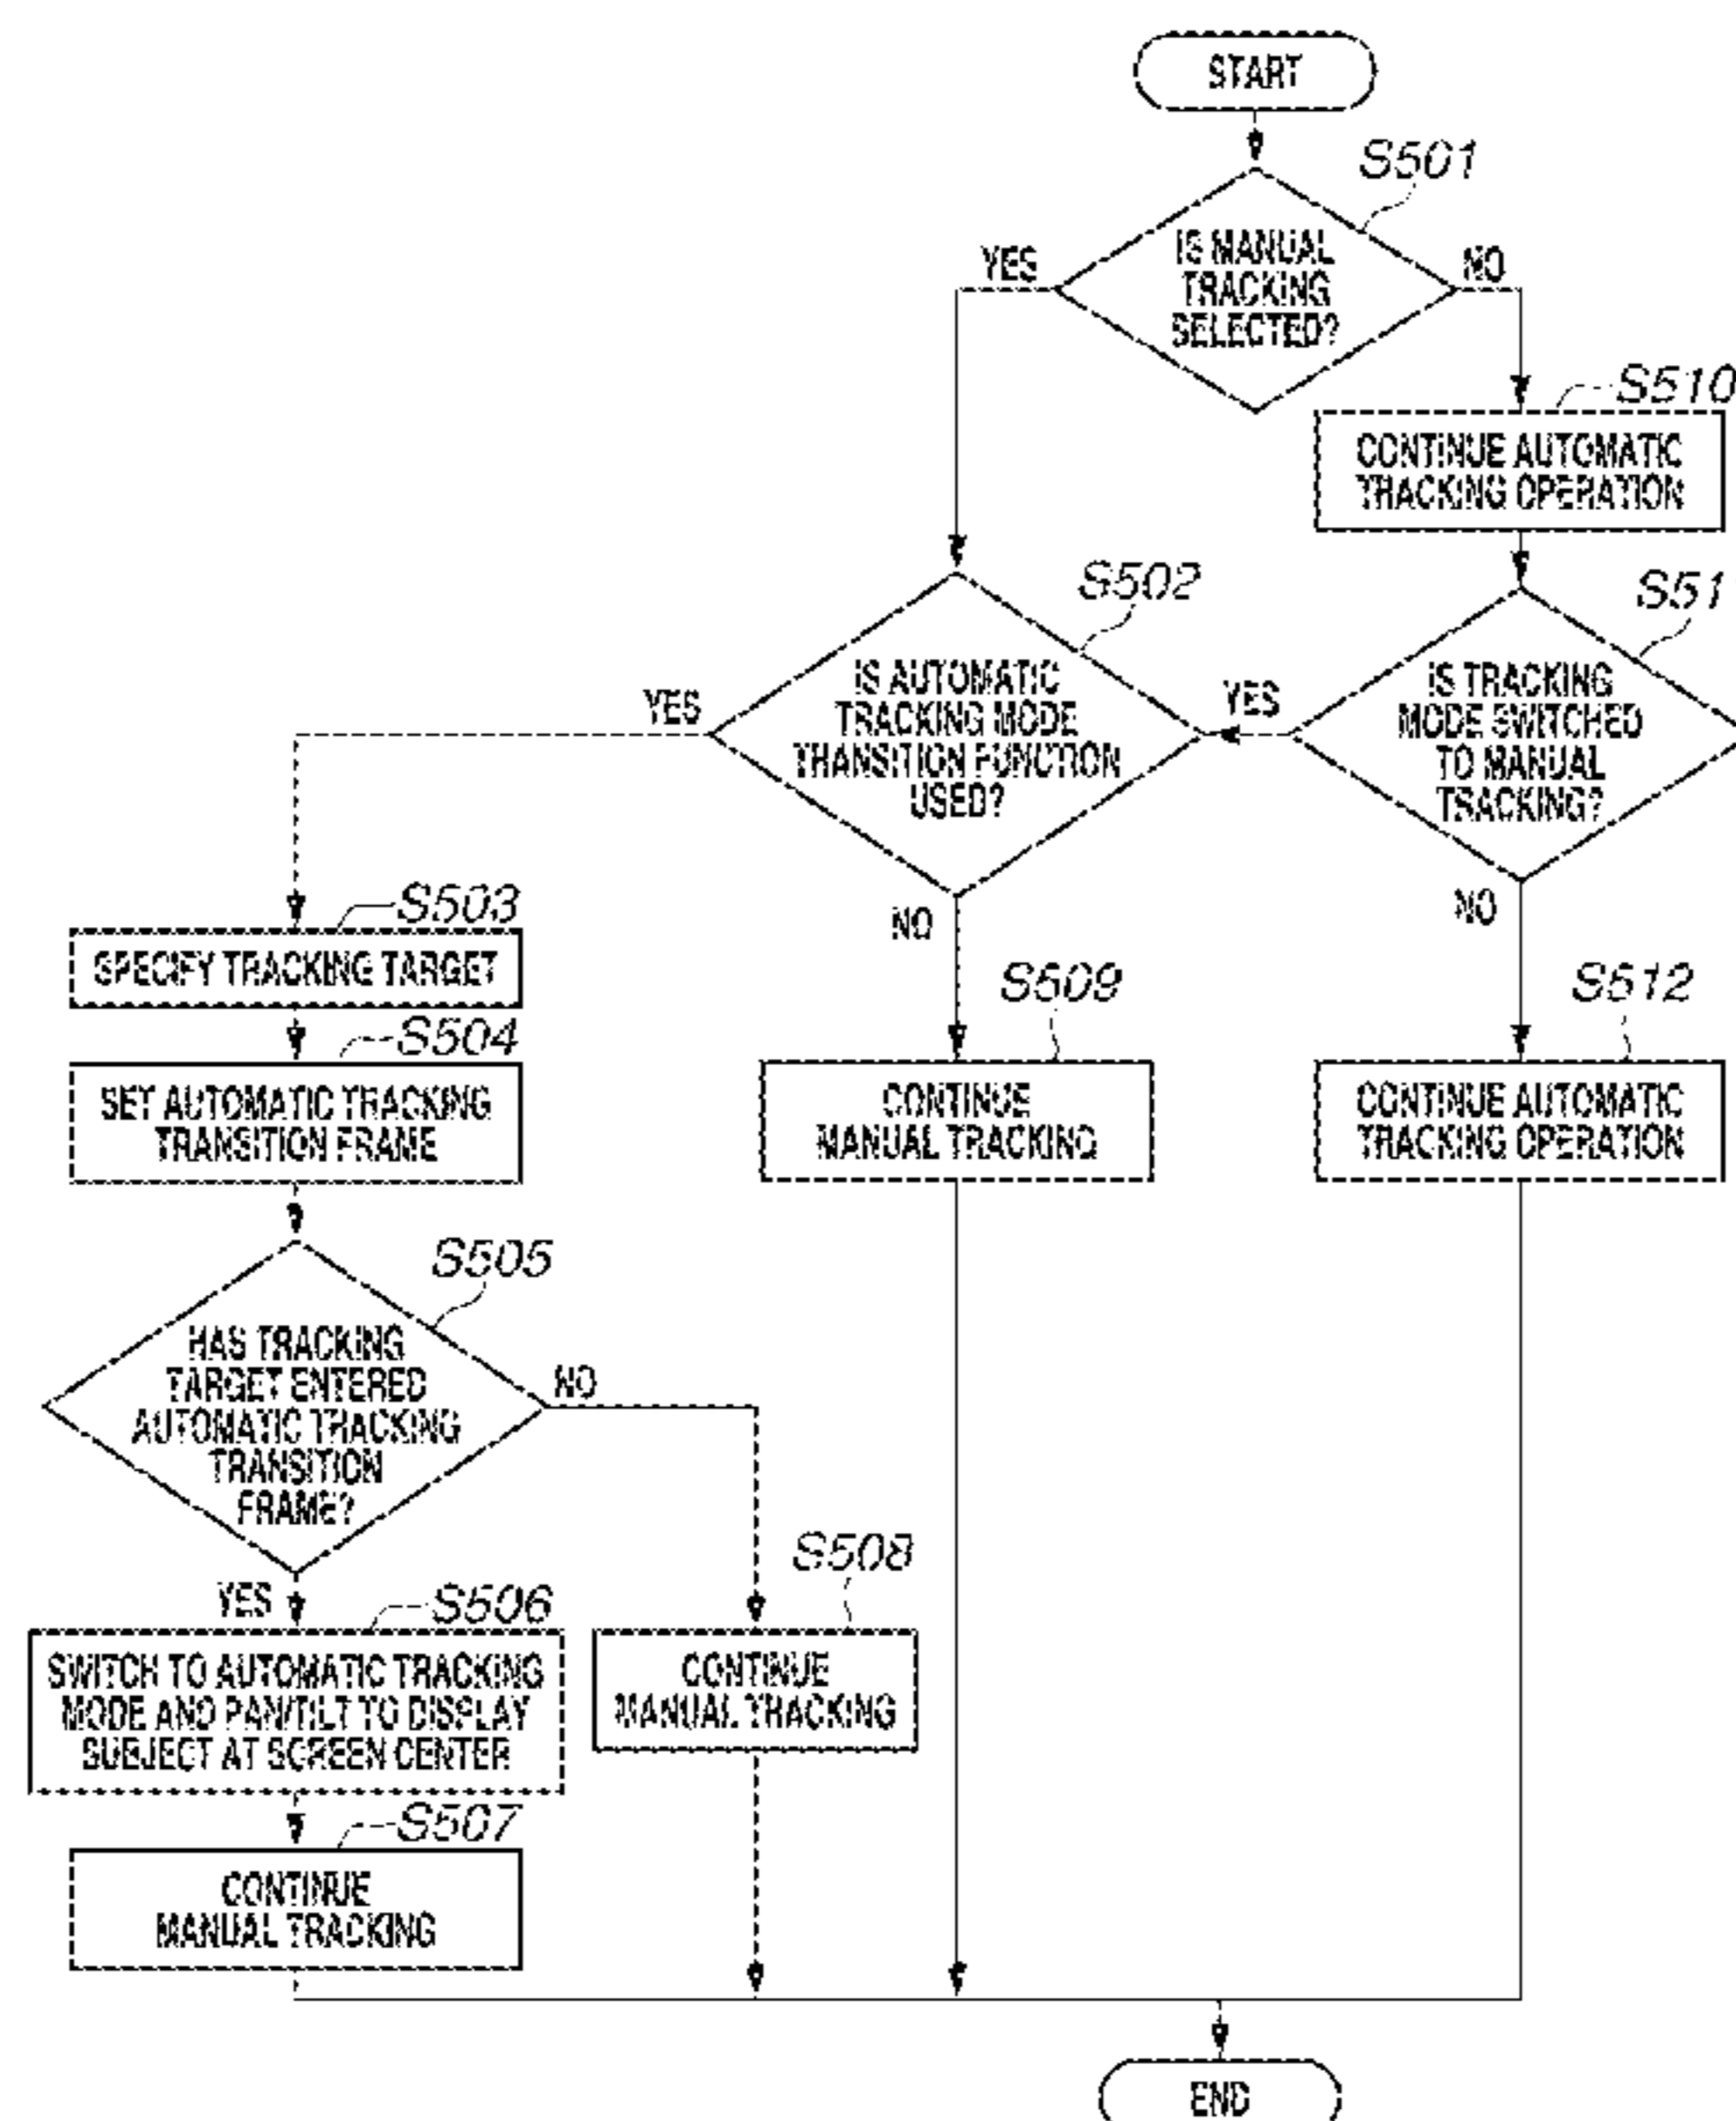 START
S501
IS MANUAL
TRACKING
SELECTED?
YES
NO
S510
CONTINUE AUTOMATIC
TRACKING OPERATION
S502
IS AUTOMATIC
TRACKING MODE
TRANSITION FUNCTION
USED?
YES
NO
S51
IS TRACKING
MODE SWITCHED
TO MANUAL
TRACKING?
YES
NO
S503
SPECIFY TRACKING TARGET
S504
SET AUTOMATIC TRACKING
TRANSITION FRAME
S509
CONTINUE
MANUAL TRACKING
S512
CONTINUE AUTOMATIC
TRACKING OPERATION
S505
HAS TRACKING
TARGET ENTERED
AUTOMATIC TRACKING
TRANSITION
FRAME?
NO
YES
S506
SWITCH TO AUTOMATIC TRACKING
MODE AND PAN/TILT TO DISPLAY
SUBJECT AT SCREEN CENTER
S508
CONTINUE
MANUAL TRACKING
S507
CONTINUE
MANUAL TRACKING
END